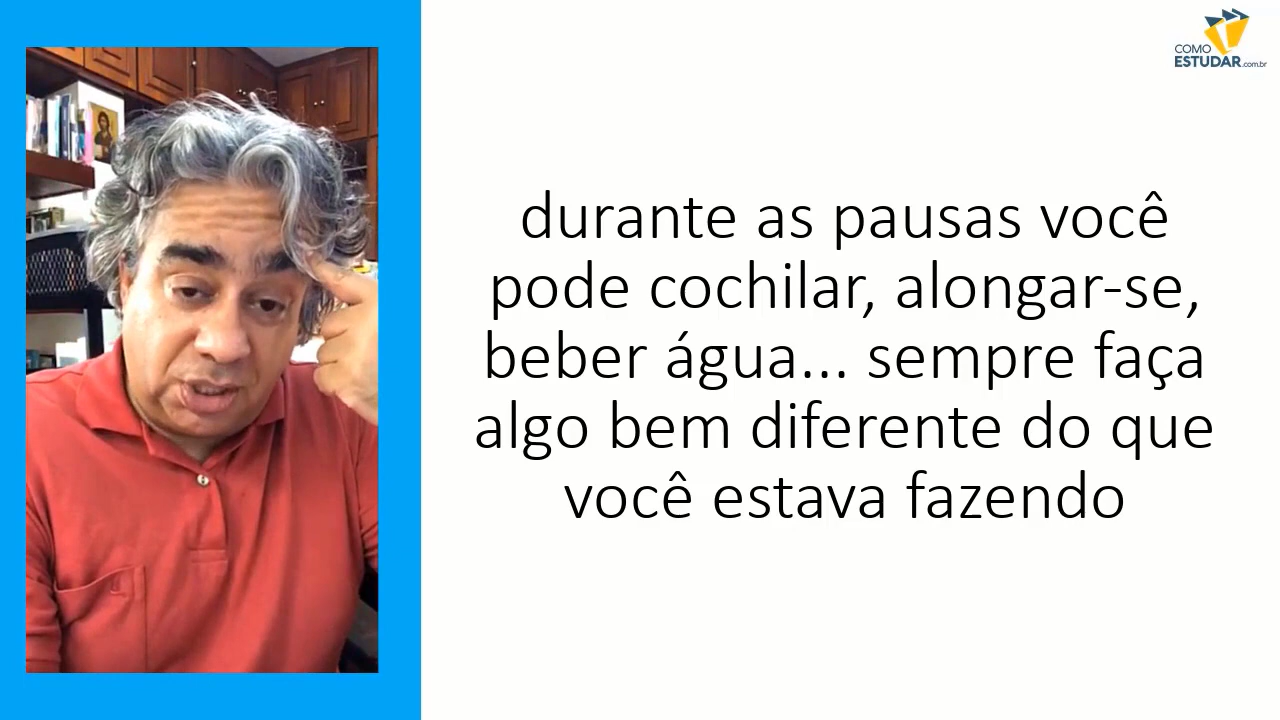 COMO
ESTUDAR.com.br
durante as pausas você
pode cochilar, alongar-se,
beber água... sempre faça
algo bem diferente do que
você estava fazendo